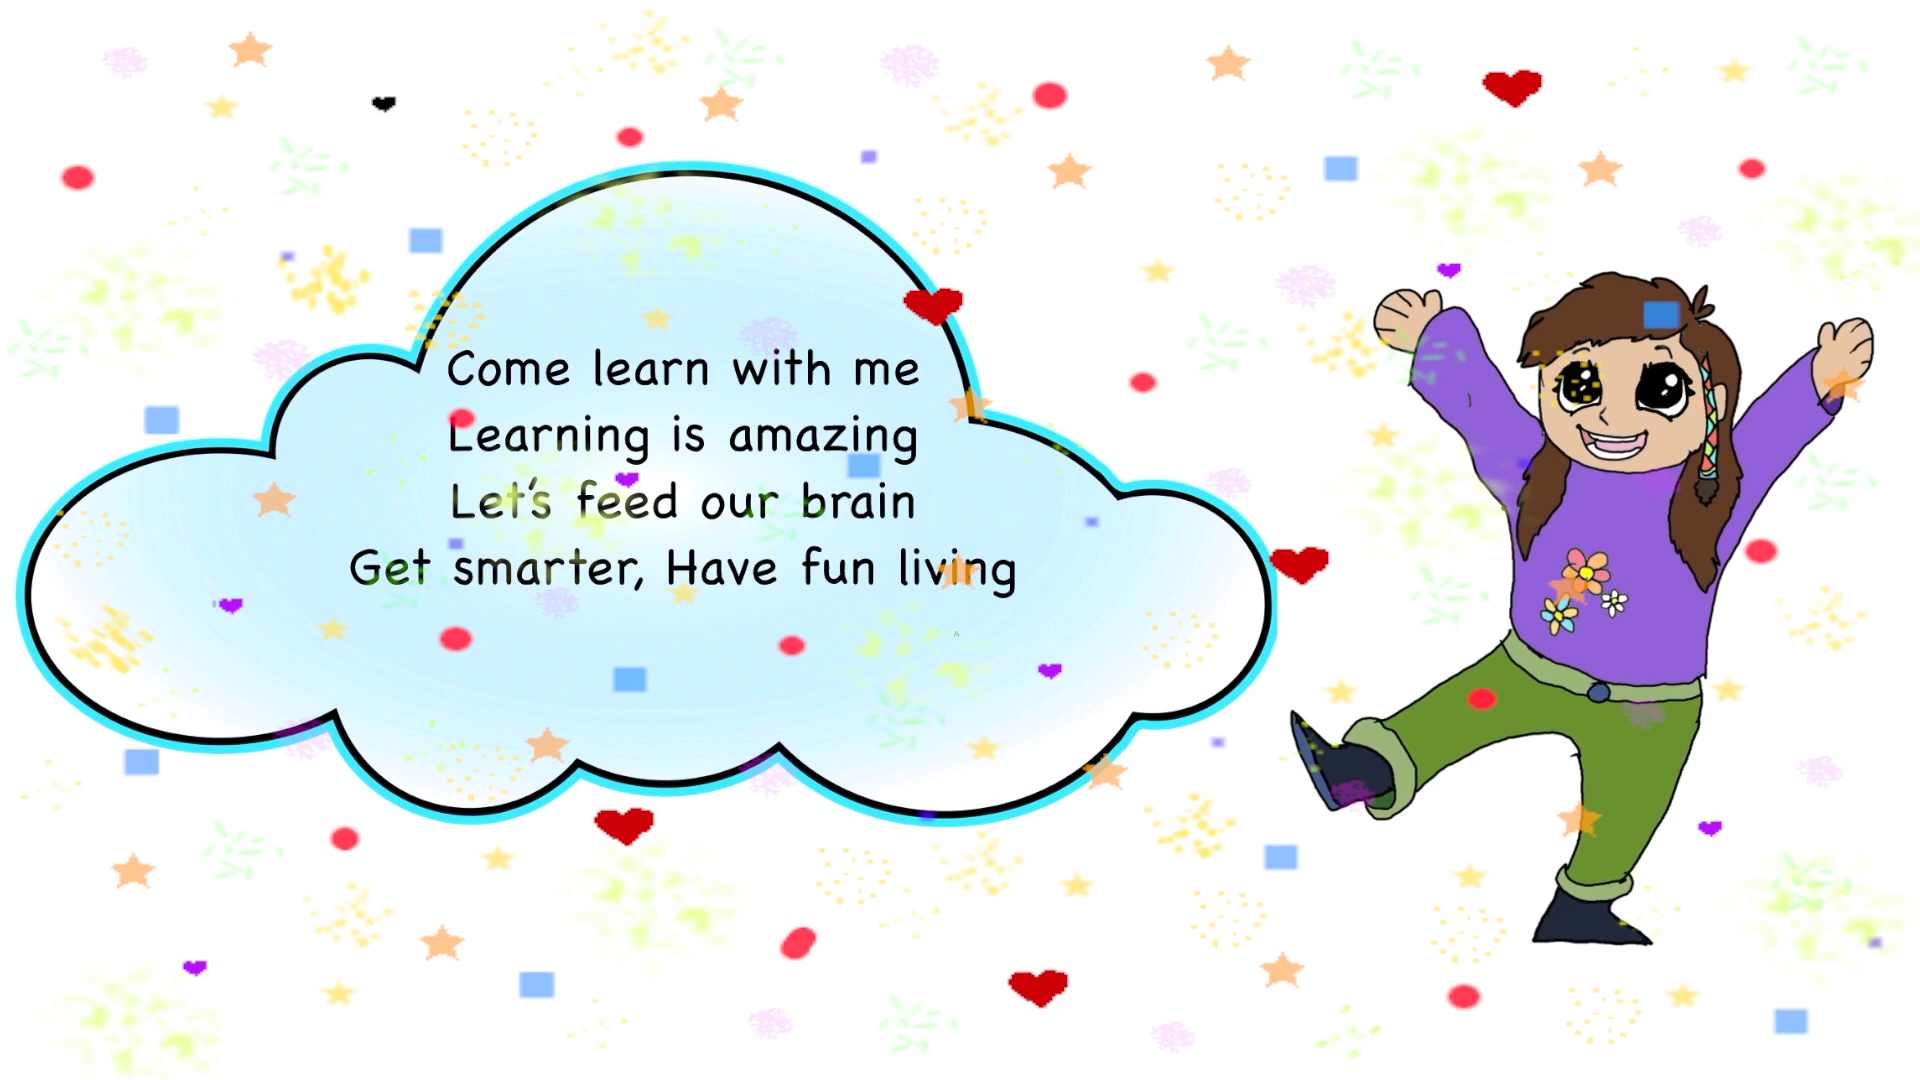 Come learn with me
Learning is amazing
Let's feed our brain
Get smarter, Have fun living
A